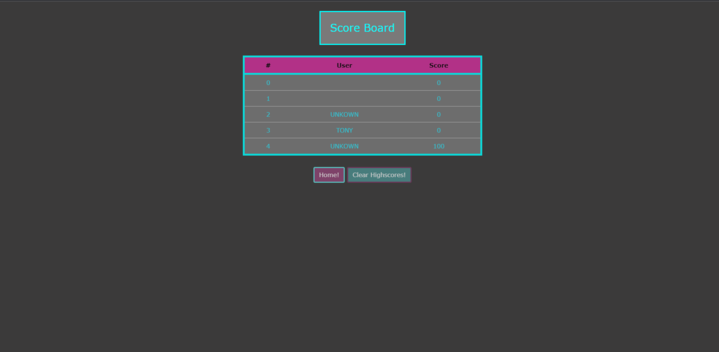 Score Board
# User Score
0 0
1 0
2 UNKOWN 0
3 TONY 0
4 UNKOWN 100
Home! Clear Highscores!